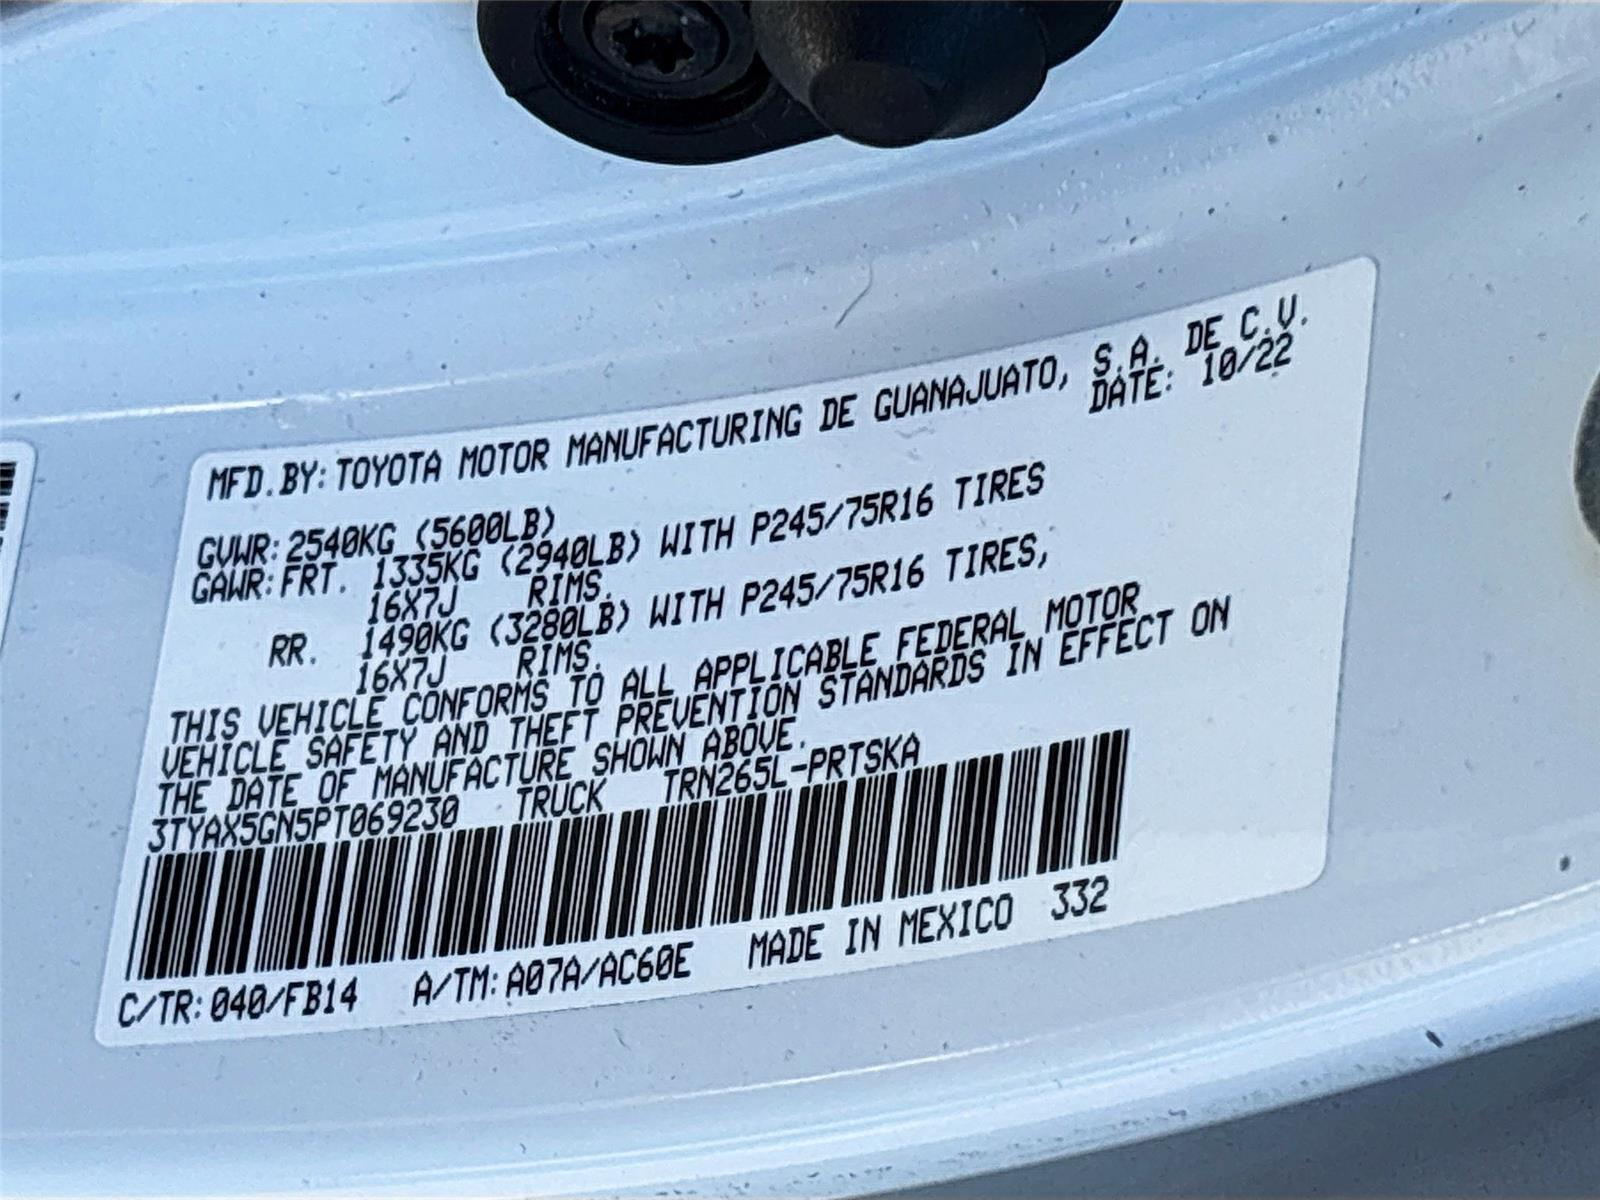 MFD.BY: TOYOTA MOTOR MANUFACTURING DE GUANAJUATO, S.A. DE C.V.
DATE: 10/22
GVWR: 2540KG (5600LB)
GAWR: FRT. 1335KG (2940LB) WITH P245/75R16 TIRES
16X7J RIMS.
RR. 1490KG (3280LB) WITH P245/75R16 TIRES,
16X7J RIMS.
THIS VEHICLE CONFORMS TO ALL APPLICABLE FEDERAL MOTOR
VEHICLE SAFETY AND THEFT PREVENTION STANDARDS IN EFFECT ON
THE DATE OF MANUFACTURE SHOWN ABOVE.
3TYAX5GN5PT069230 TRUCK TRN265L-PRTSKA
C/TR: 040/FB14 A/TM: A07A/AC60E MADE IN MEXICO 332